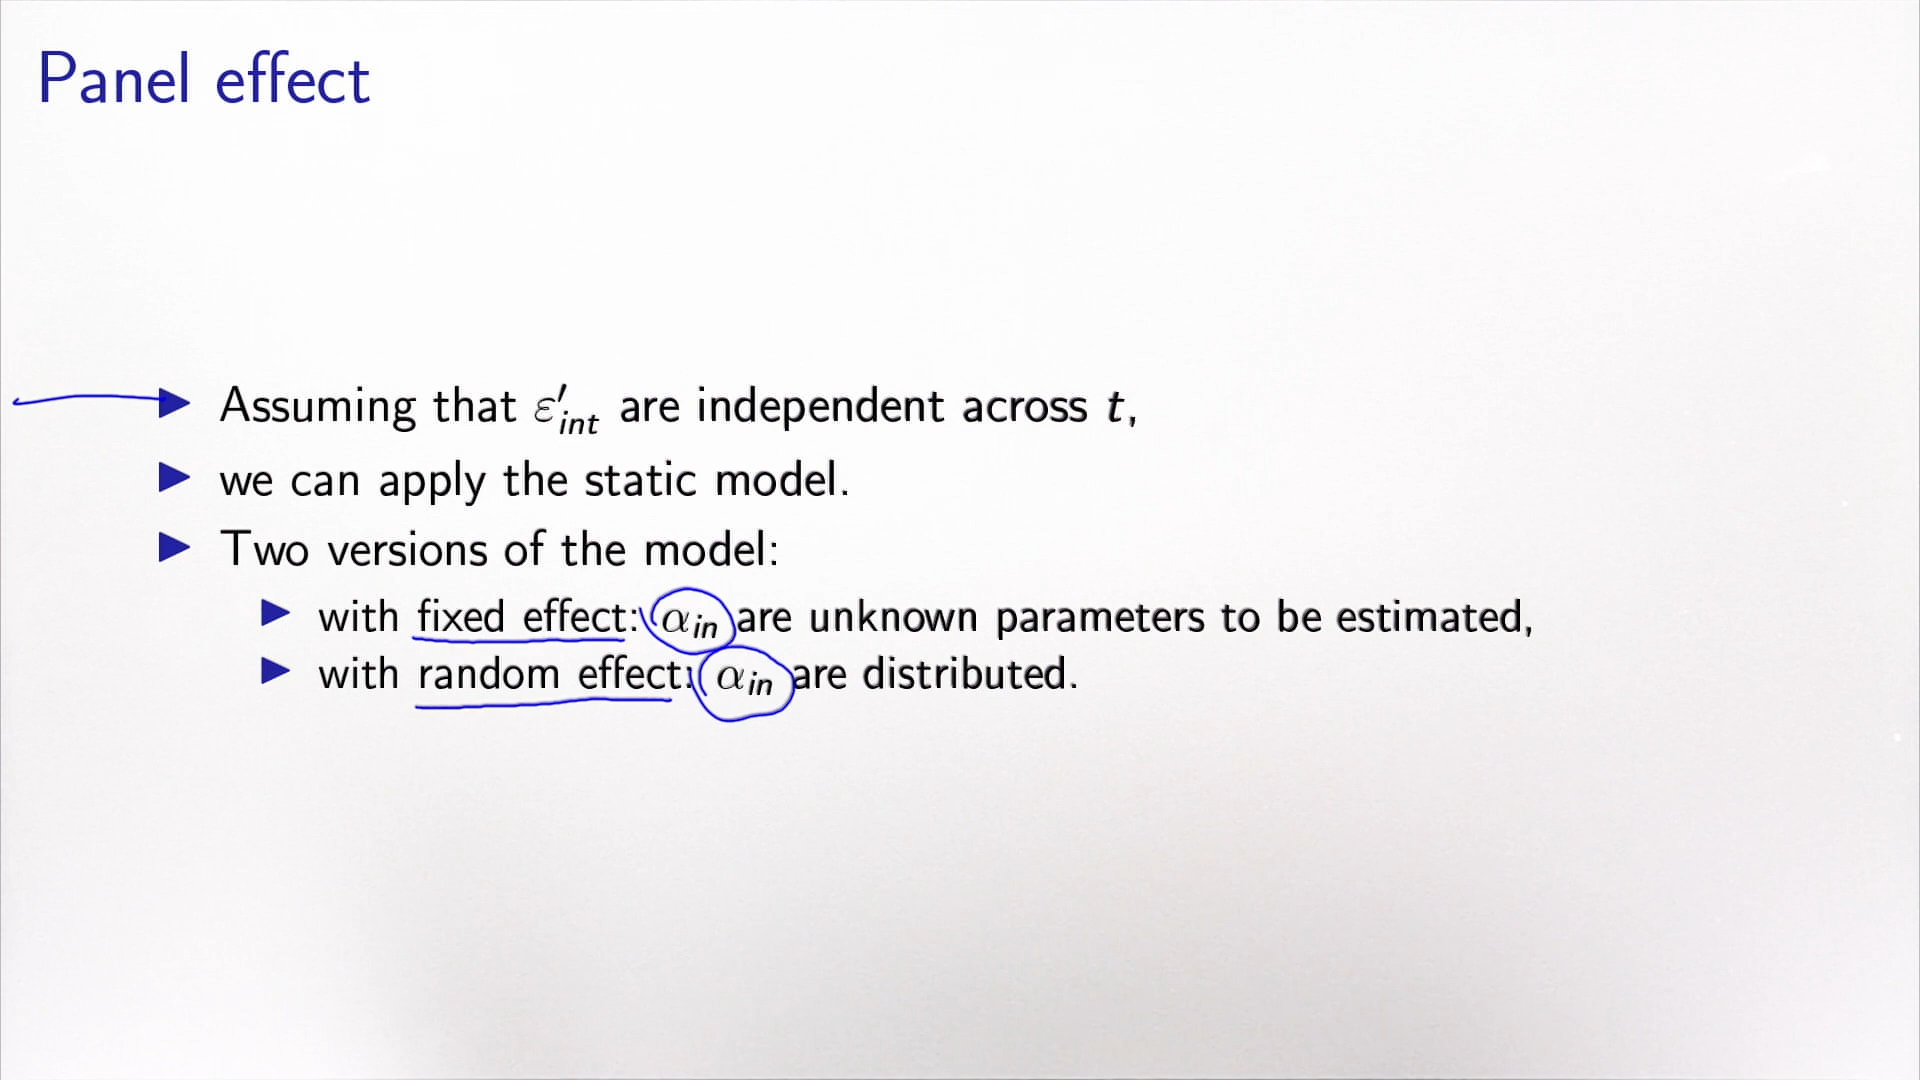 Panel effect
▶ Assuming that ε′ᵢₙₜ are independent across t,
▶ we can apply the static model.
▶ Two versions of the model:
▶ with fixed effect: αᵢₙ are unknown parameters to be estimated,
▶ with random effect: αᵢₙ are distributed.